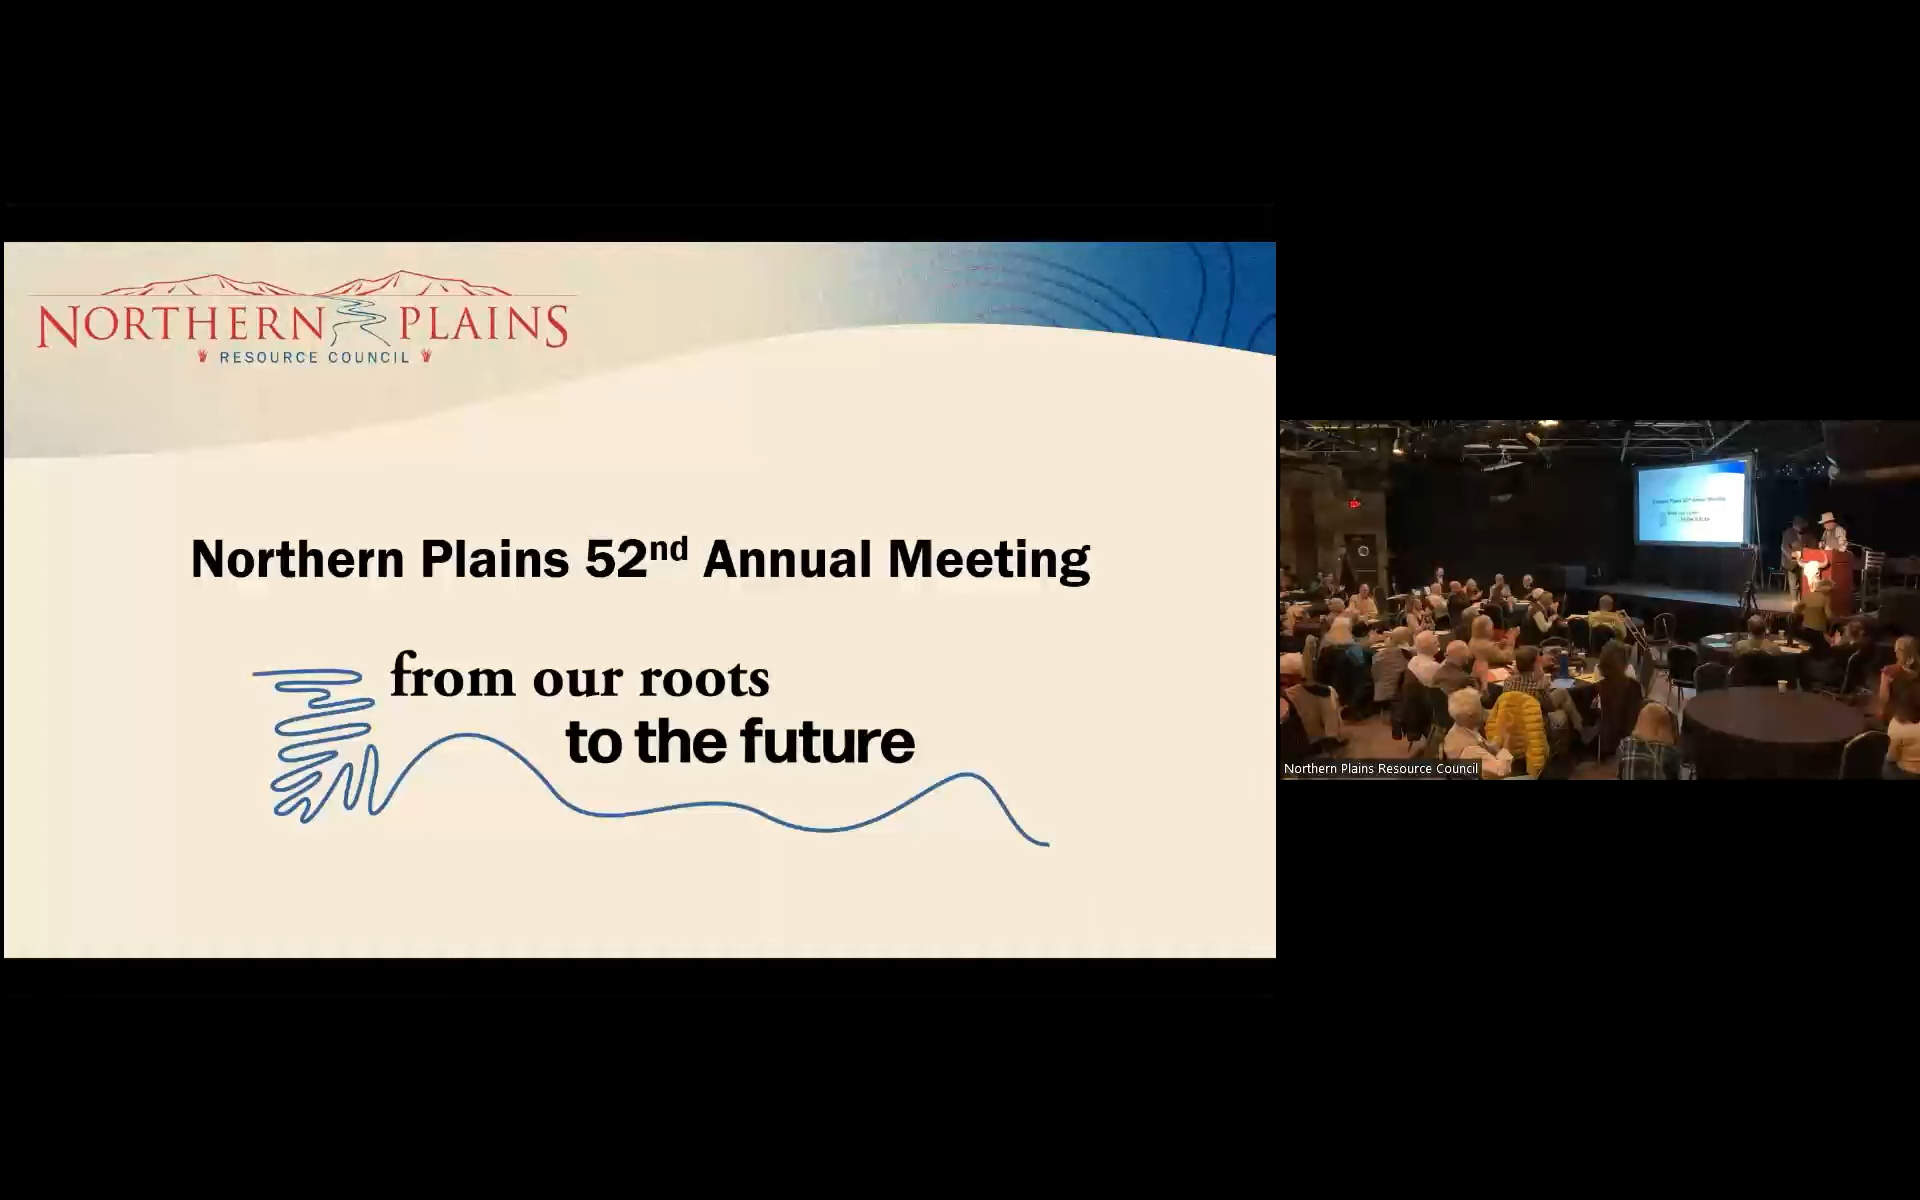 NORTHERN PLAINS
RESOURCE COUNCIL
Northern Plains 52nd Annual Meeting
from our roots
to the future
Northern Plains Resource Council